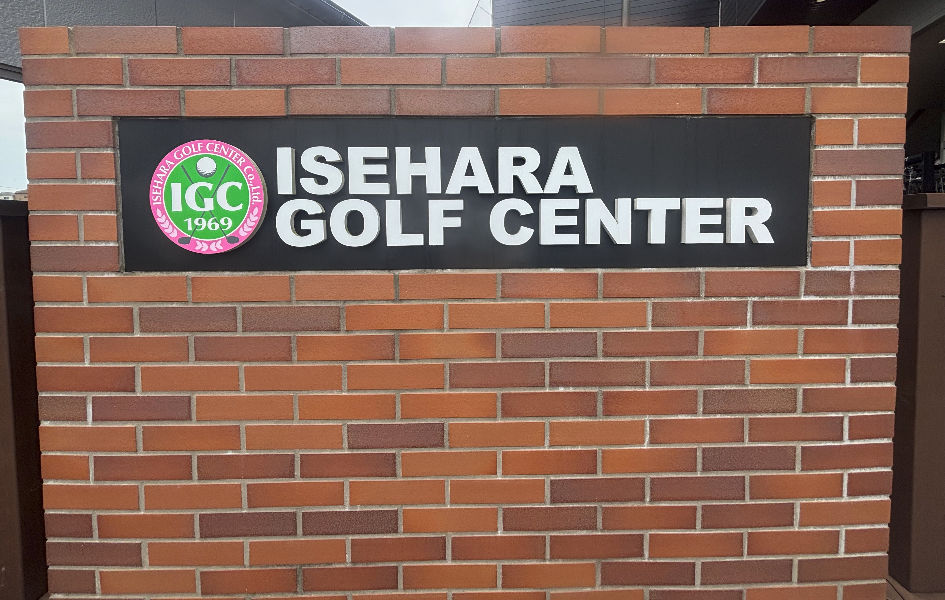 ISEHARA GOLF CENTER Co.,Ltd.
IGC
1969
ISEHARA
GOLF CENTER